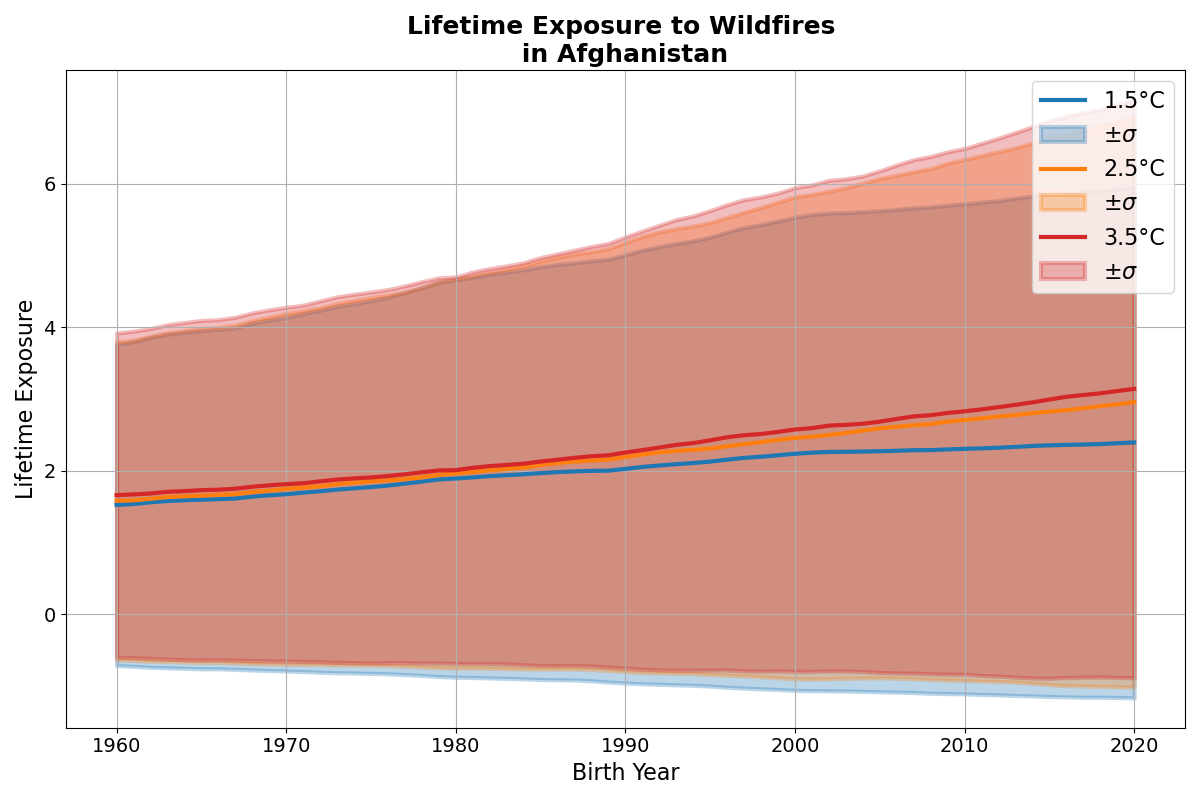 Lifetime Exposure to Wildfires
in Afghanistan
Lifetime Exposure
6
4
2
0
1960
1970
1980
1990
2000
2010
2020
Birth Year
1.5°C
±σ
2.5°C
±σ
3.5°C
±σ